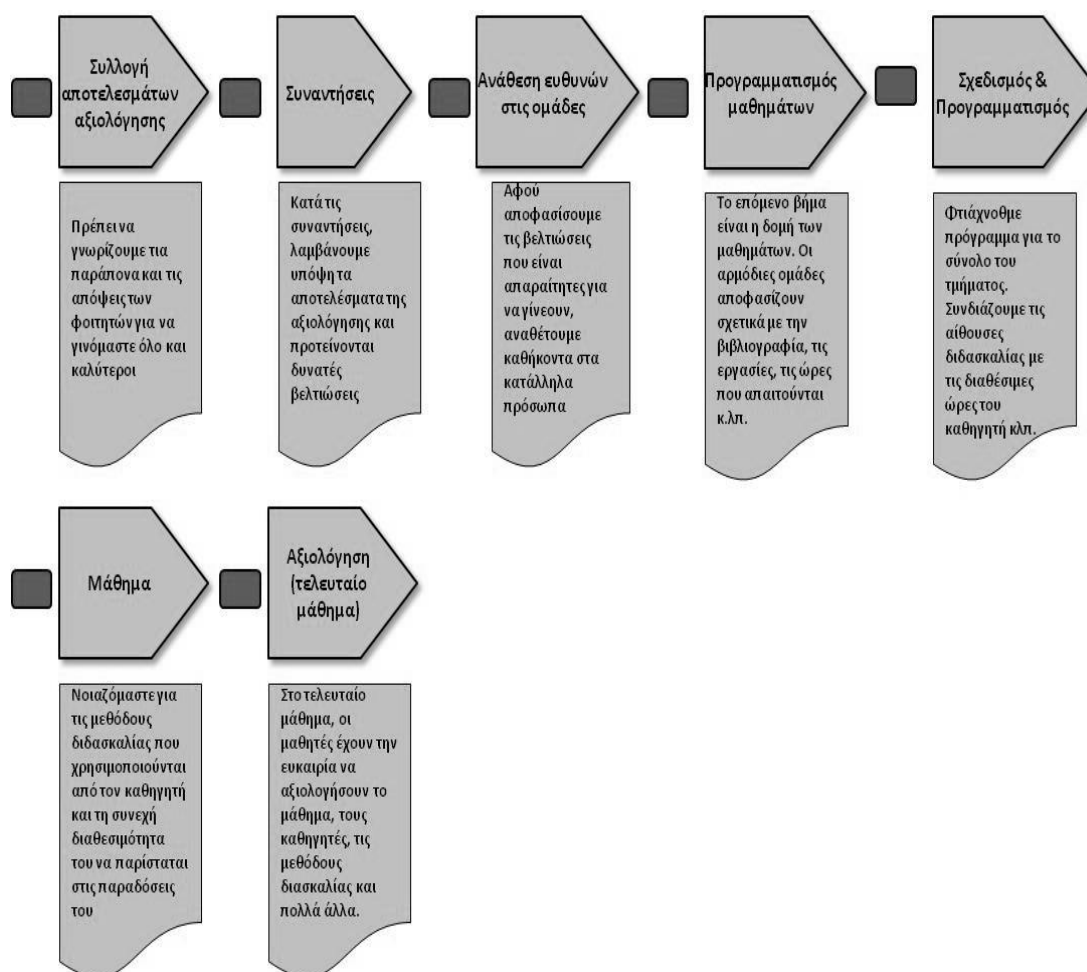 Συλλογή
αποτελεσμάτων
αξιολόγησης
Συναντήσεις
Ανάθεση ευθυνών
στις ομάδες
Προγραμματισμός
μαθημάτων
Σχεδισμός &
Προγραμματισμός
Πρέπει να
γνωρίζουμε τια
παράπονα και τις
απόψεις των
φοιτητών για να
γινόμαστε όλο και
καλύτεροι
Κατά τις
συναντήσεις,
λαμβάνουμε
υπόψη τα
αποτελέσματα της
αξιολόγησης και
προτείνονται
δυνατές
βελτιώσεις
Αφού
αποφασίσουμε
τις βελτιώσεις
που είναι
απαραίτητες για
να γίνεουν,
αναθέτουμε
καθήκοντα στα
κατάλληλα
πρόσωπα
Το επόμενο βήμα
είναι η δομή των
μαθημάτων. Οι
αρμόδιες ομάδες
αποφασίζουν
σχετικά με την
βιβλιογραφία, τις
εργασίες, τις ώρες
που απαιτούνται
κ.λπ.
Φτιάχνοθμε
πρόγραμμα για το
σύνολο του
τμήματος.
Συνδιάζουμε τις
αίθουσες
διδασκαλίας με
τις διαθέσιμες
ώρες του
καθηγητή κλπ.
Μάθημα
Αξιολόγηση
(τελευταίο
μάθημα)
Νοιαζόμαστε για
τις μεθόδους
διδασκαλίας που
χρησιμοποιούνται
από τον καθηγητή
και τη συνεχή
διαθεσιμότητα
του να παρίσταται
στις παραδόσεις
του
Στο τελευταίο
μάθημα, οι
μαθητές έχουν την
ευκαιρία να
αξιολογήσουν το
μάθημα, τους
καθηγητές, τις
μεθόδους
διασκαλίας και
πολλά άλλα.